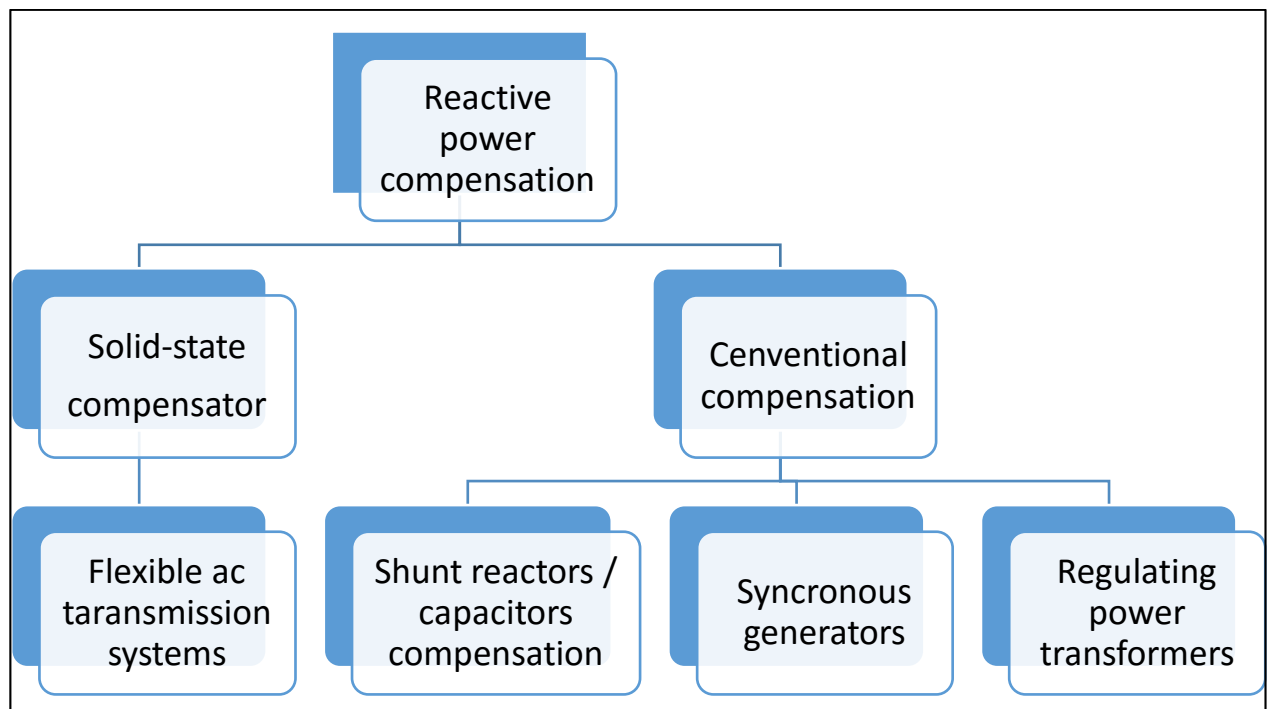 Reactive
power
compensation
Solid-state
compensator
Cenventional
compensation
Flexible ac
taransmission
systems
Shunt reactors /
capacitors
compensation
Syncronous
generators
Regulating
power
transformers